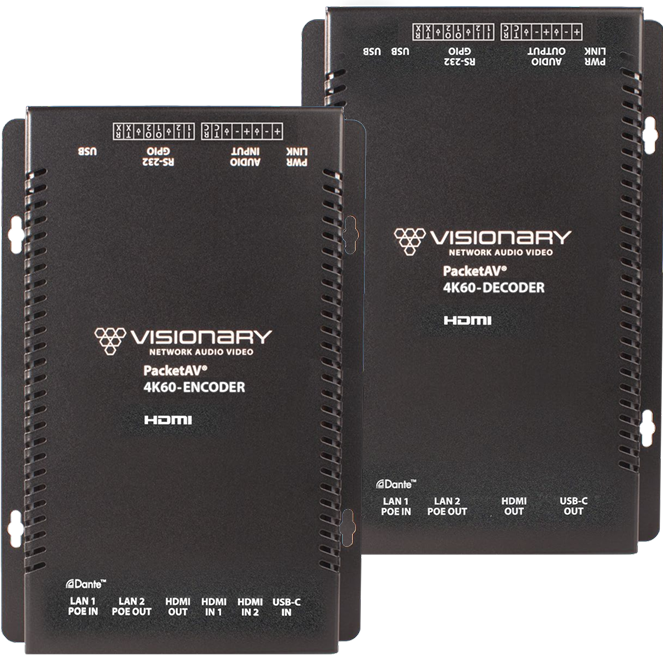 PWR AUDIO RS-232
LINK INPUT GPIO USB
VISIONARY
NETWORK AUDIO VIDEO
PacketAV®
4K60-ENCODER
HDMI
Dante™
LAN 1 LAN 2 HDMI HDMI HDMI USB-C
POE IN POE OUT OUT IN 1 IN 2 IN
PWR AUDIO RS-232
LINK OUTPUT GPIO USB USB
VISIONARY
NETWORK AUDIO VIDEO
PacketAV®
4K60-DECODER
HDMI
Dante™
LAN 1 LAN 2 HDMI USB-C
POE IN POE OUT OUT OUT